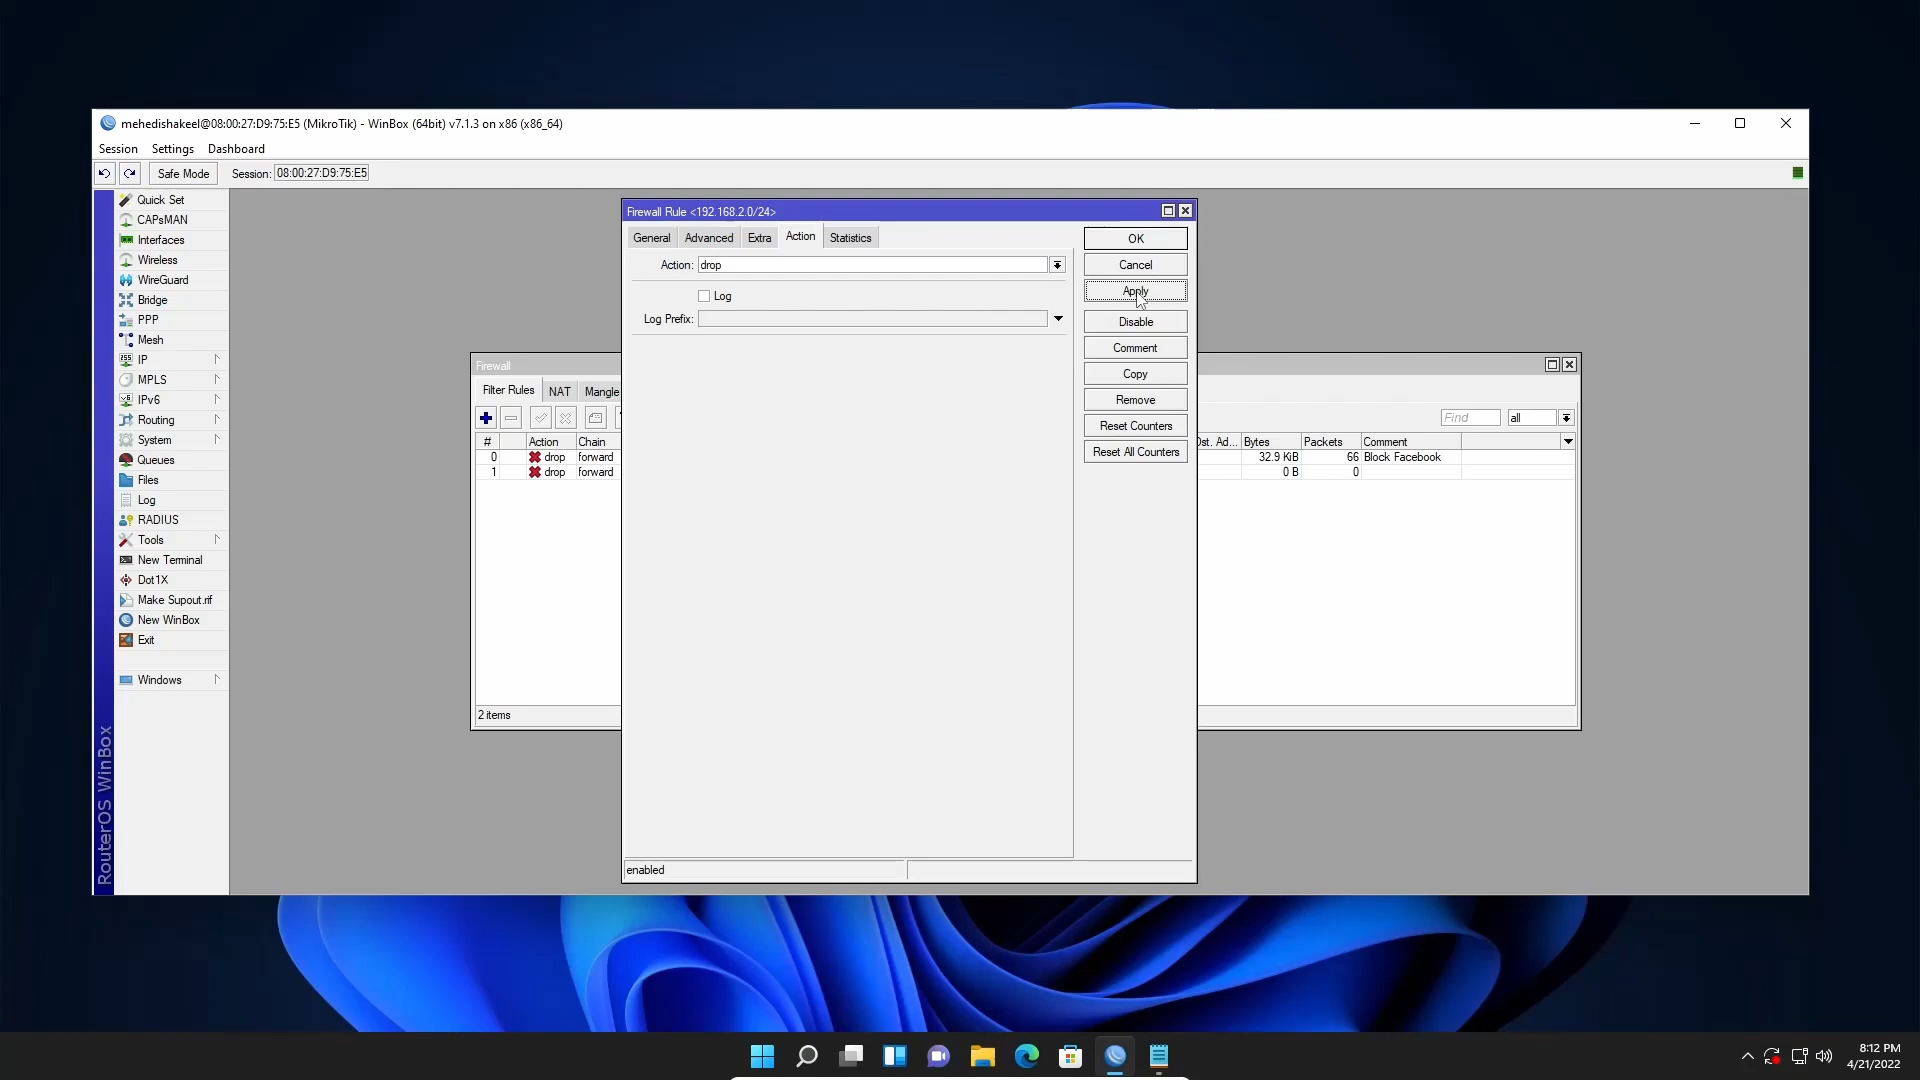 mehedishakeel@08:00:27:D9:75:E5 (MikroTik) - WinBox (64bit) v7.1.3 on x86 (x86_64)
Session Settings Dashboard
Safe Mode Session: 08:00:27:D9:75:E5
Quick Set
CAPsMAN
Interfaces
Wireless
WireGuard
Bridge
PPP
Mesh
IP
MPLS
IPv6
Routing
System
Queues
Files
Log
RADIUS
Tools
New Terminal
Dot1X
Make Supout.rif
New WinBox
Exit
Windows
RouterOS WinBox
Firewall Rule <192.168.2.0/24>
General Advanced Extra Action Statistics
Action: drop
Log
Log Prefix:
enabled
OK
Cancel
Apply
Disable
Comment
Copy
Remove
Reset Counters
Reset All Counters
Firewall
Filter Rules NAT Mangle
Find all
# Action Chain Dst. Ad... Bytes Packets Comment
0 drop forward 32.9 KiB 66 Block Facebook
1 drop forward 0 B 0
2 items
8:12 PM
4/21/2022